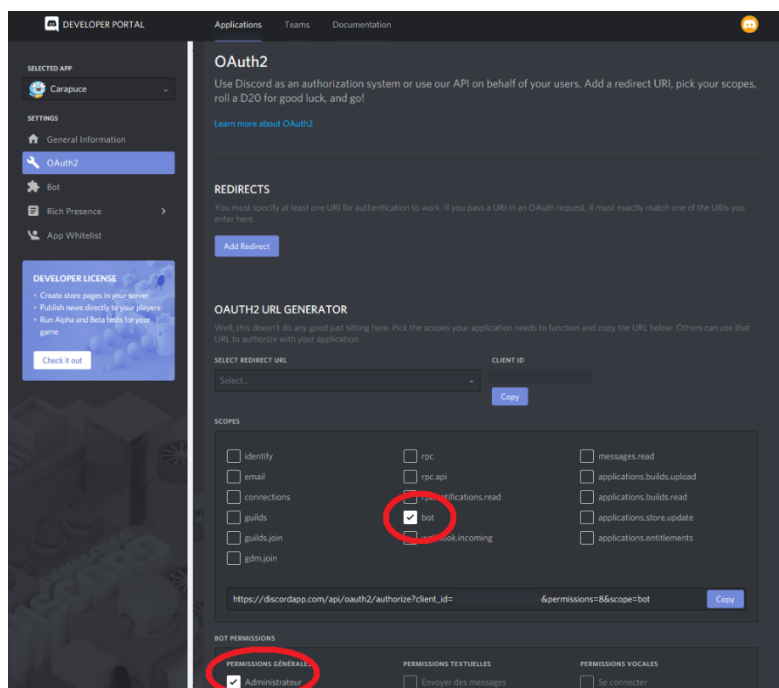 DEVELOPER PORTAL
Applications Teams Documentation
SELECTED APP
Carapuce
SETTINGS
General Information
OAuth2
Bot
Rich Presence
App Whitelist
DEVELOPER LICENSE
• Create store pages in your server
• Publish news directly to your players
• Run Alpha and Beta tests for your
game
Check it out
OAuth2
Use Discord as an authorization system or use our API on behalf of your users. Add a redirect URI, pick your scopes,
roll a D20 for good luck, and go!
Learn more about OAuth2
REDIRECTS
You must specify at least one URI for authentication to work. If you pass a URI in an OAuth request, it must exactly match one of the URIs you
enter here.
Add Redirect
OAUTH2 URL GENERATOR
Well, this doesn't do any good just sitting here. Pick the scopes your application needs to function and copy the URL below. Others can use that
URL to authorize with your application.
SELECT REDIRECT URL CLIENT ID
Select...
Copy
SCOPES
identify rpc messages.read
email rpc.api applications.builds.upload
connections applications.builds.read
guilds bot applications.store.update
guilds.join applications.entitlements
gdm.join
https://discordapp.com/api/oauth2/authorize?client_id= &permissions=8&scope=bot Copy
BOT PERMISSIONS
PERMISSIONS GÉNÉRALES PERMISSIONS TEXTUELLES PERMISSIONS VOCALES
Administrateur Envoyer des messages Se connecter